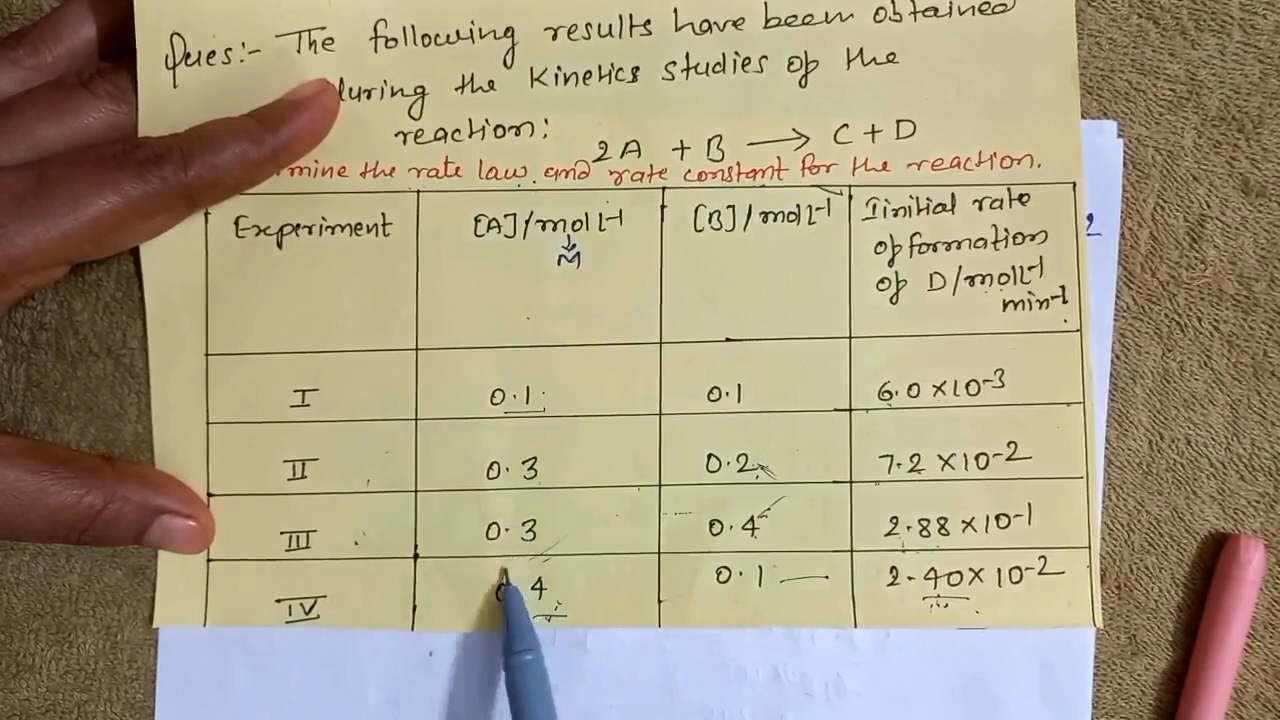 Ques:- The following results have been obtained
during the Kinetics studies of the
reaction: 2A + B → C + D
mine the rate law and rate constant for the reaction.
Experiment [A]/mol L-1 [B]/mol L-1 Iinitial rate
M of formation
of D/mol L-1
min-1
I 0.1 0.1 6.0 × 10-3
II 0.3 0.2 7.2 × 10-2
III 0.3 0.4 2.88 × 10-1
IV 4 0.1 2.40 × 10-2
2